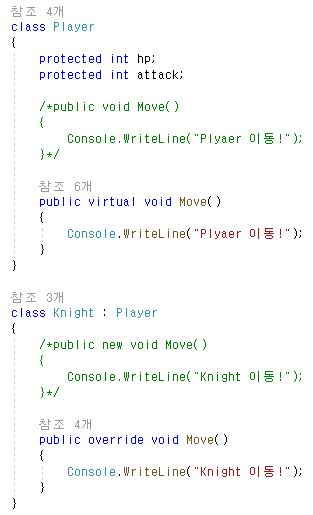 참조 4개
class Player
{
    protected int hp;
    protected int attack;

    /*public void Move()
    {
        Console.WriteLine("Plyaer 이동!");
    }*/

    참조 6개
    public virtual void Move()
    {
        Console.WriteLine("Plyaer 이동!");
    }
}

참조 3개
class Knight : Player
{
    /*public new void Move()
    {
        Console.WriteLine("Knight 이동!");
    }*/

    참조 4개
    public override void Move()
    {
        Console.WriteLine("Knight 이동!");
    }
}